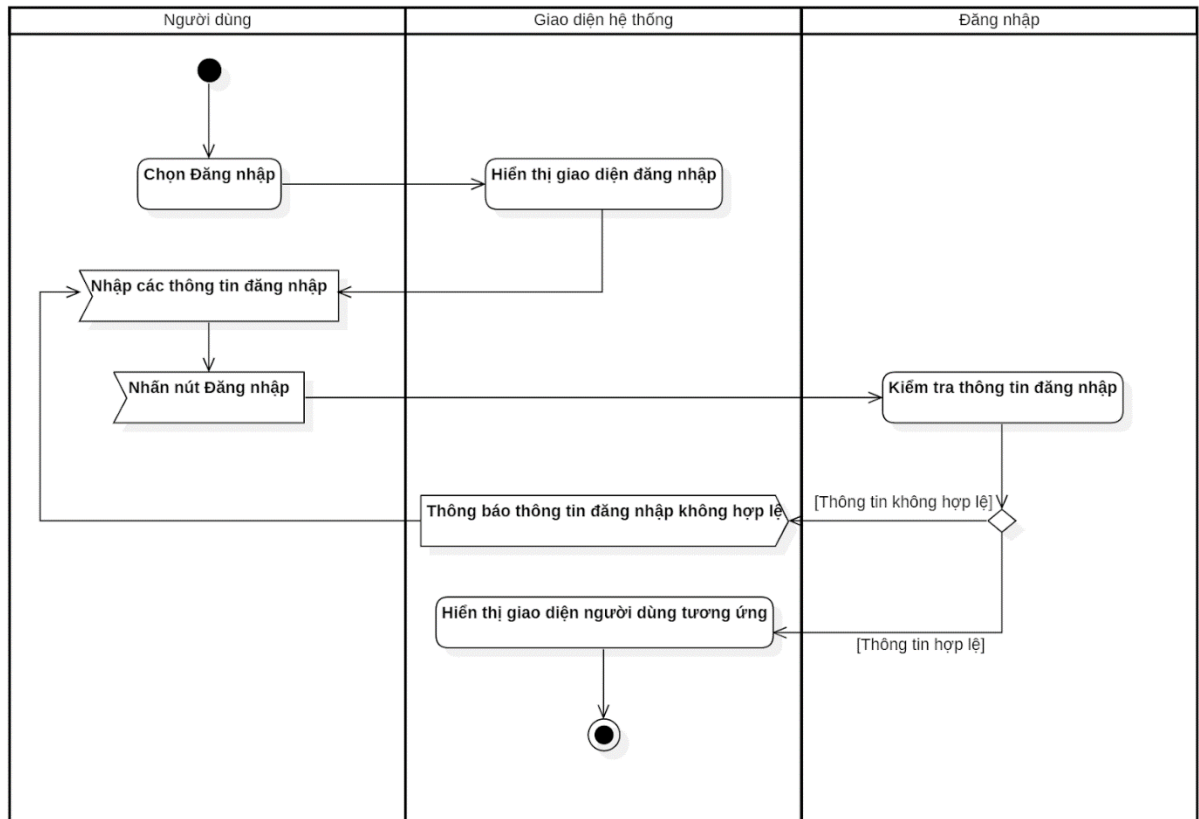 Người dùng
Giao diện hệ thống
Đăng nhập
Chọn Đăng nhập
Hiển thị giao diện đăng nhập
Nhập các thông tin đăng nhập
Nhấn nút Đăng nhập
Kiểm tra thông tin đăng nhập
[Thông tin không hợp lệ]
Thông báo thông tin đăng nhập không hợp lệ
Hiển thị giao diện người dùng tương ứng
[Thông tin hợp lệ]